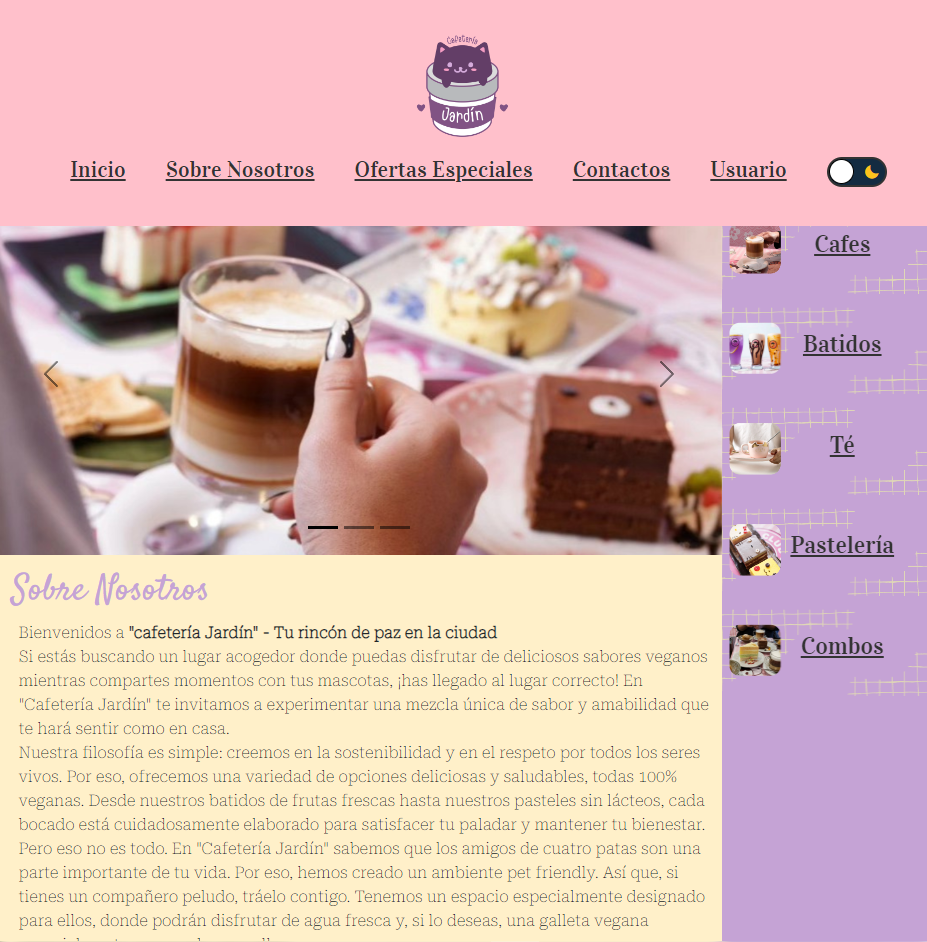 Cafetería
Jardín
Inicio
Sobre Nosotros
Ofertas Especiales
Contactos
Usuario
Cafes
Batidos
Té
Pastelería
Combos
Sobre Nosotros
Bienvenidos a "cafetería Jardín" - Tu rincón de paz en la ciudad
Si estás buscando un lugar acogedor donde puedas disfrutar de deliciosos sabores veganos
mientras compartes momentos con tus mascotas, ¡has llegado al lugar correcto! En
"Cafetería Jardín" te invitamos a experimentar una mezcla única de sabor y amabilidad que
te hará sentir como en casa.
Nuestra filosofía es simple: creemos en la sostenibilidad y en el respeto por todos los seres
vivos. Por eso, ofrecemos una variedad de opciones deliciosas y saludables, todas 100%
veganas. Desde nuestros batidos de frutas frescas hasta nuestros pasteles sin lácteos, cada
bocado está cuidadosamente elaborado para satisfacer tu paladar y mantener tu bienestar.
Pero eso no es todo. En "Cafetería Jardín" sabemos que los amigos de cuatro patas son una
parte importante de tu vida. Por eso, hemos creado un ambiente pet friendly. Así que, si
tienes un compañero peludo, tráelo contigo. Tenemos un espacio especialmente designado
para ellos, donde podrán disfrutar de agua fresca y, si lo deseas, una galleta vegana